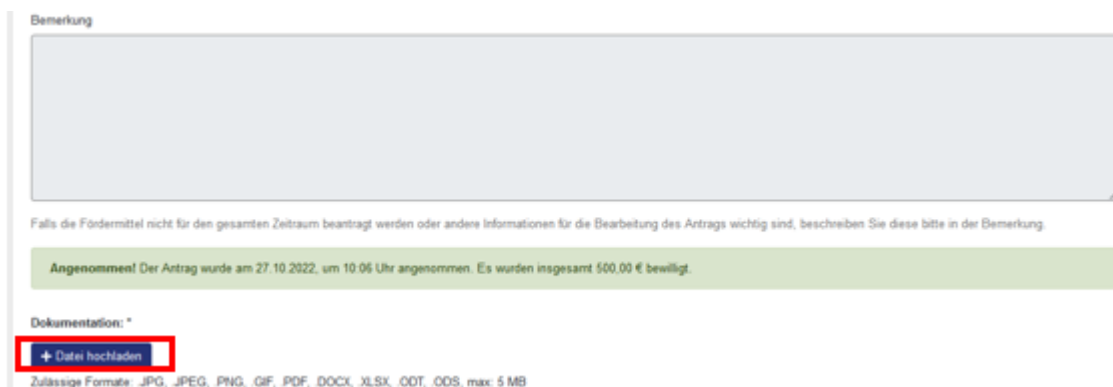 Bemerkung
Falls die Fördermittel nicht für den gesamten Zeitraum beantragt werden oder andere Informationen für die Bearbeitung des Antrags wichtig sind, beschreiben Sie diese bitte in der Bemerkung.
Angenommen! Der Antrag wurde am 27.10.2022, um 10:06 Uhr angenommen. Es wurden insgesamt 500,00 € bewilligt.
Dokumentation: *
+ Datei hochladen
Zulässige Formate: .JPG, .JPEG, .PNG, .GIF, .PDF, .DOCX, .XLSX, .ODT, .ODS, max: 5 MB